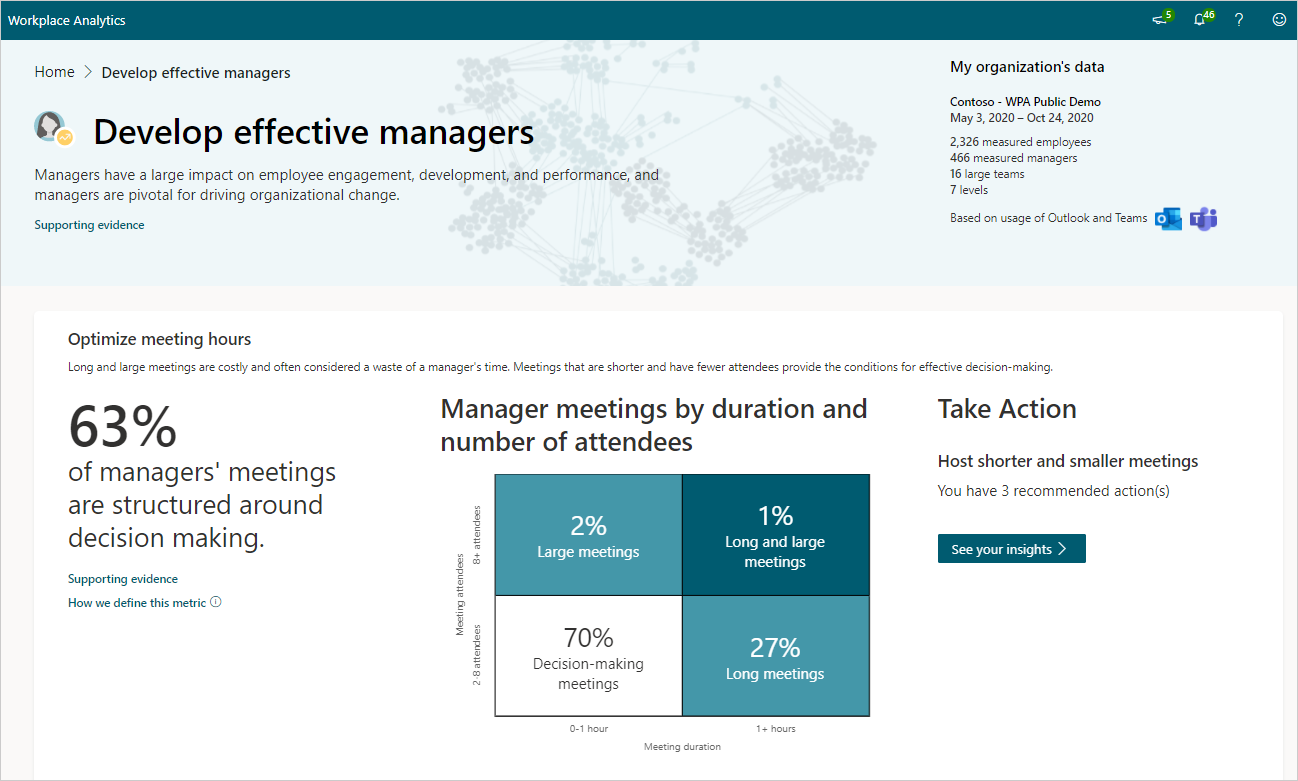 Workplace Analytics
5
46
?
Home > Develop effective managers
Develop effective managers
Managers have a large impact on employee engagement, development, and performance, and
managers are pivotal for driving organizational change.
Supporting evidence
My organization's data
Contoso - WPA Public Demo
May 3, 2020 – Oct 24, 2020
2,326 measured employees
466 measured managers
16 large teams
7 levels
Based on usage of Outlook and Teams
Optimize meeting hours
Long and large meetings are costly and often considered a waste of a manager's time. Meetings that are shorter and have fewer attendees provide the conditions for effective decision-making.
63%
of managers' meetings
are structured around
decision making.
Supporting evidence
How we define this metric
Manager meetings by duration and
number of attendees
Meeting attendees
8+ attendees
2-8 attendees
2%
Large meetings
1%
Long and large
meetings
70%
Decision-making
meetings
27%
Long meetings
0-1 hour
1+ hours
Meeting duration
Take Action
Host shorter and smaller meetings
You have 3 recommended action(s)
See your insights >